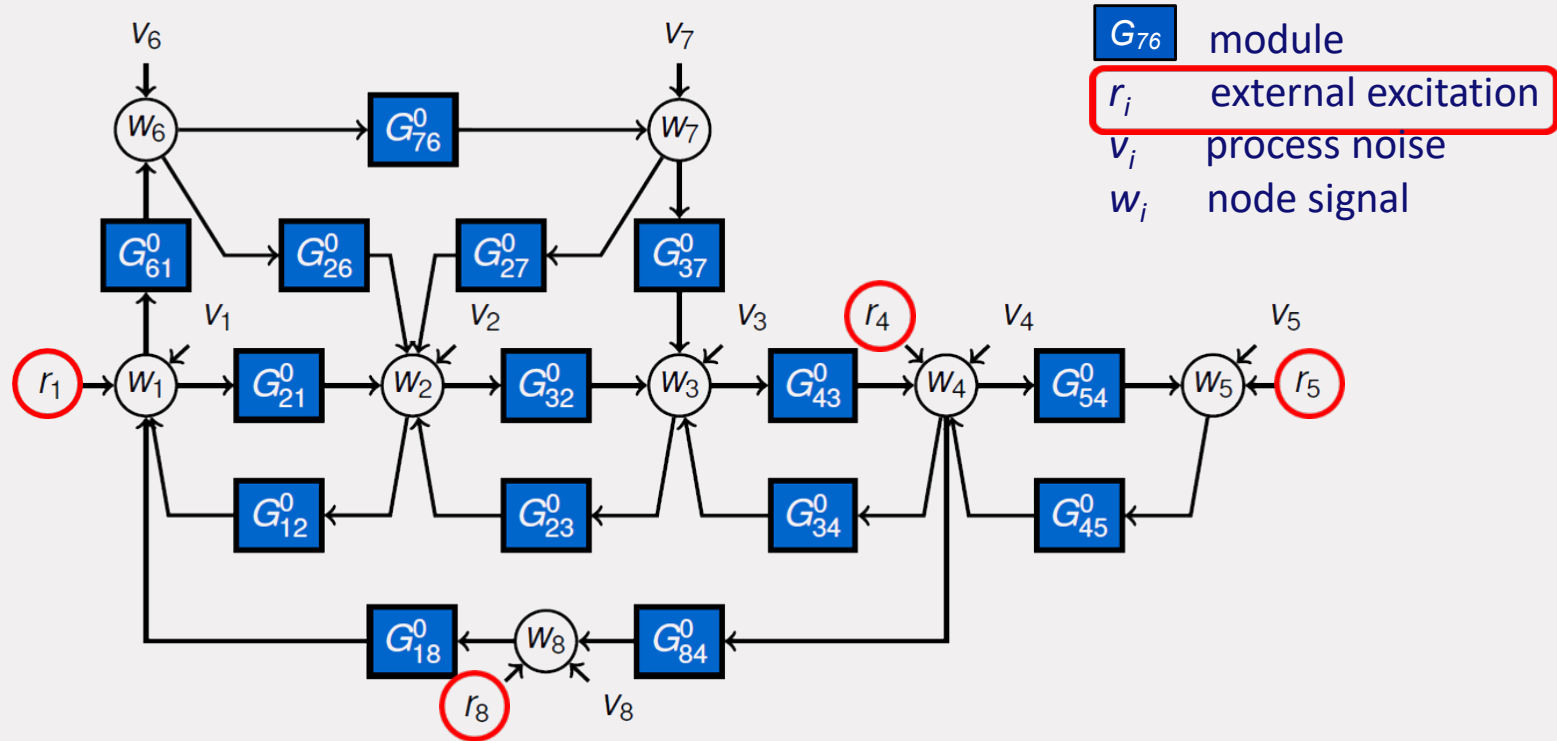 v₆ v₇ G₇₆ module
rᵢ external excitation
w₆ G⁰₇₆ w₇ vᵢ process noise
wᵢ node signal
G⁰₆₁ G⁰₂₆ G⁰₂₇ G⁰₃₇
v₁ v₂ v₃ r₄ v₄ v₅
r₁ w₁ G⁰₂₁ w₂ G⁰₃₂ w₃ G⁰₄₃ w₄ G⁰₅₄ w₅ r₅
G⁰₁₂ G⁰₂₃ G⁰₃₄ G⁰₄₅
G⁰₁₈ w₈ G⁰₈₄
r₈ v₈